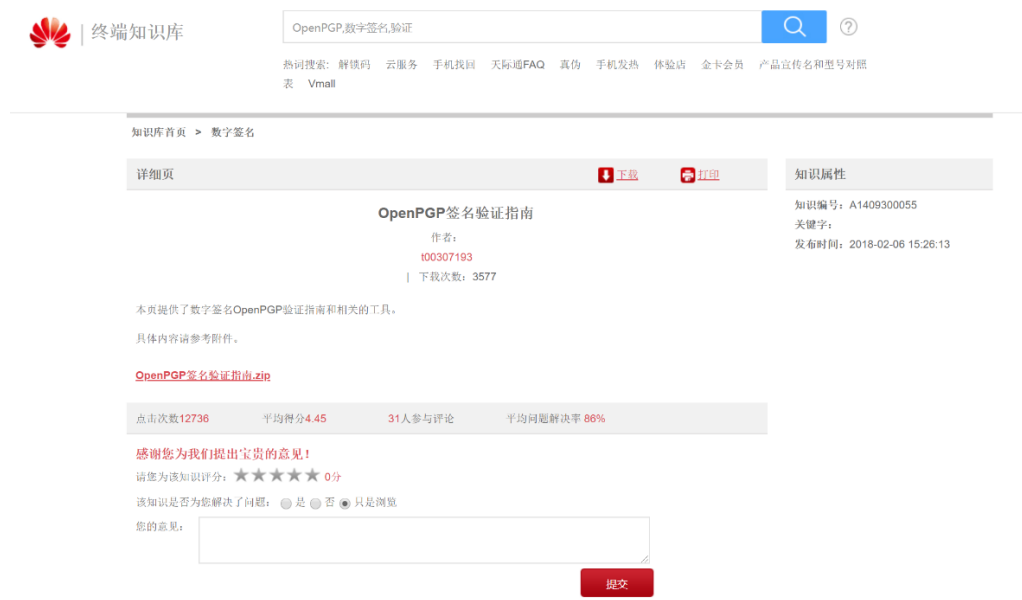 终端知识库
OpenPGP,数字签名,验证
热词搜索: 解锁码 云服务 手机找回 天际通FAQ 真伪 手机发热 体验店 金卡会员 产品宣传名和型号对照
表 Vmall
知识库首页 > 数字签名
详细页 下载 打印
知识属性
知识编号: A1409300055
关键字:
发布时间: 2018-02-06 15:26:13
OpenPGP签名验证指南
作者:
t00307193
| 下载次数: 3577
本页提供了数字签名OpenPGP验证指南和相关的工具。
具体内容请参考附件。
OpenPGP签名验证指南.zip
点击次数12736 平均得分4.45 31人参与评论 平均问题解决率 86%
感谢您为我们提出宝贵的意见!
请您为该知识评分: 0分
该知识是否为您解决了问题: 是 否 只是浏览
您的意见:
提交